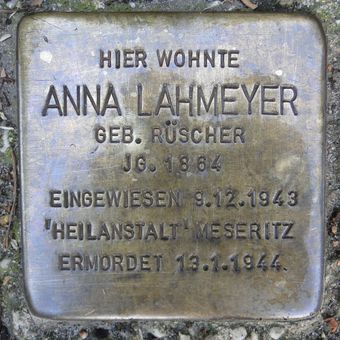 HIER WOHNTE
ANNA LAHMEYER
GEB. RÜSCHER
JG. 1864
EINGEWIESEN 9.12.1943
'HEILANSTALT' MESERITZ
ERMORDET 13.1.1944.